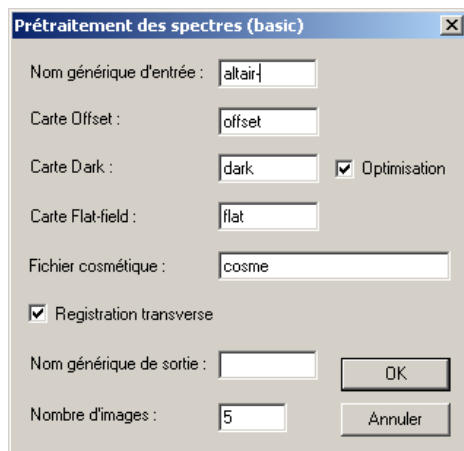 Prétraitement des spectres (basic)
Nom générique d'entrée : altair-
Carte Offset : offset
Carte Dark : dark Optimisation
Carte Flat-field : flat
Fichier cosmétique : cosme
Registration transverse
Nom générique de sortie :
OK
Nombre d'images : 5 Annuler